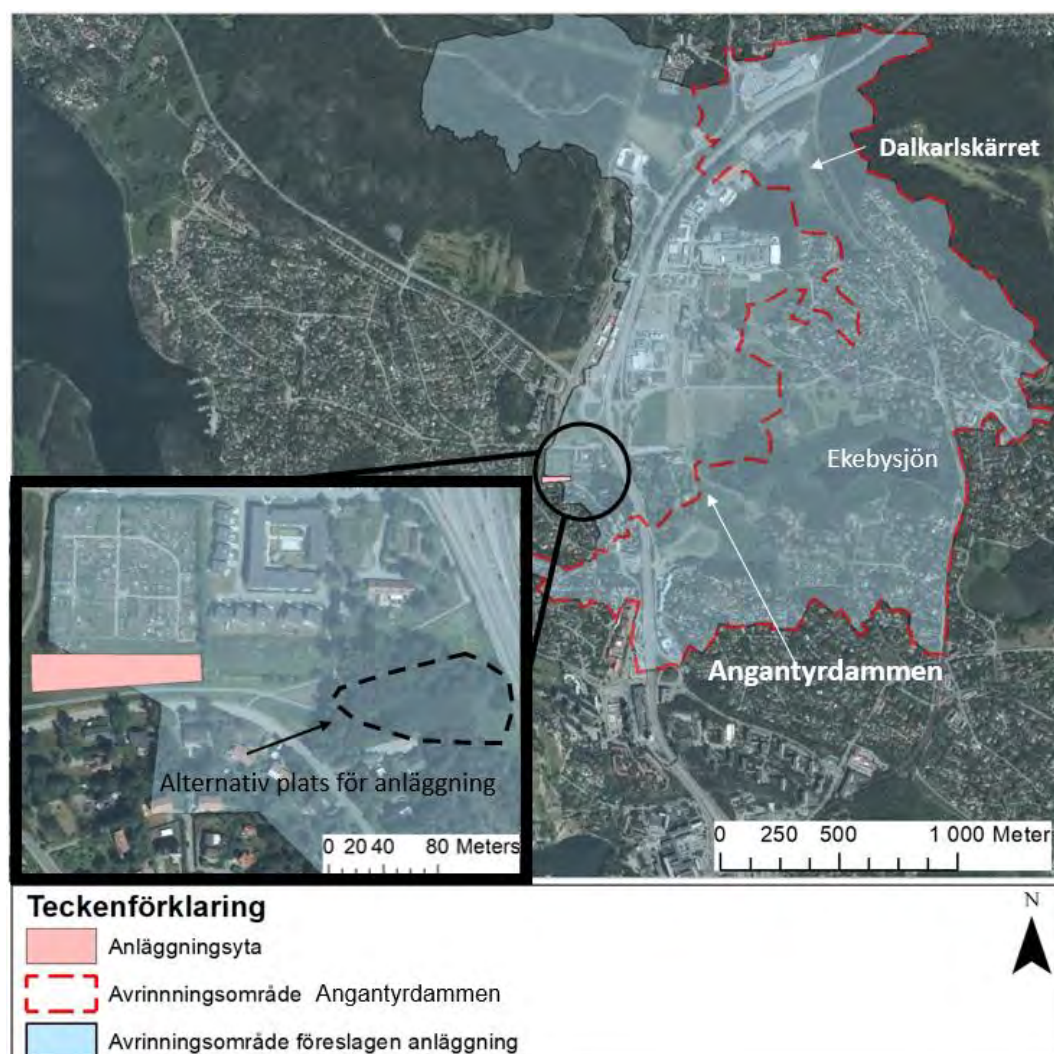 Dalkarlskärret
Ekebysjön
Angantyrdammen
Alternativ plats för anläggning
0 20 40 80 Meters
0 250 500 1 000 Meters
Teckenförklaring
N
Anläggningsyta
Avrinnningsområde Angantyrdammen
Avrinningsområde föreslagen anläggning